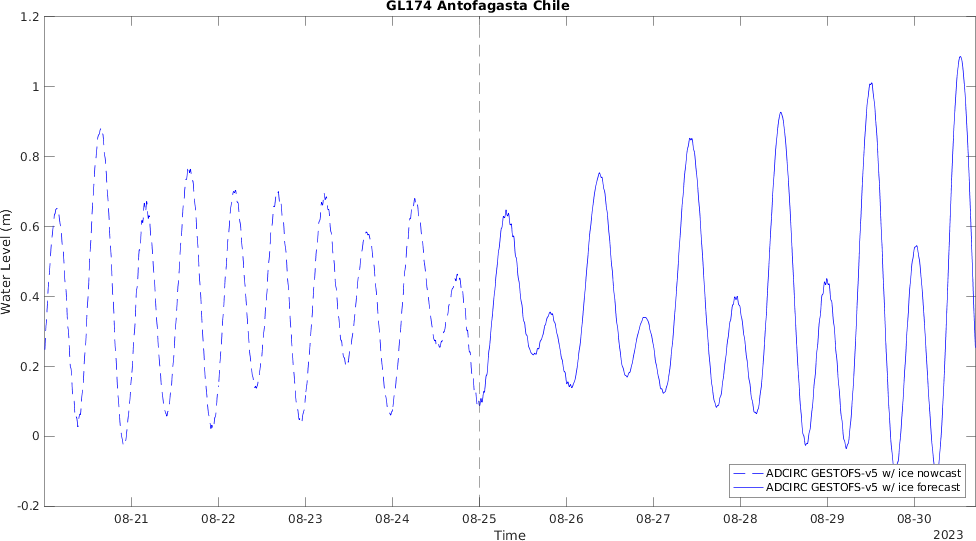 GL174 Antofagasta Chile
1.2
1
0.8
0.6
0.4
0.2
0
-0.2
Water Level (m)
ADCIRC GESTOFS-v5 w/ ice nowcast
ADCIRC GESTOFS-v5 w/ ice forecast
08-21 08-22 08-23 08-24 08-25 08-26 08-27 08-28 08-29 08-30
Time
2023